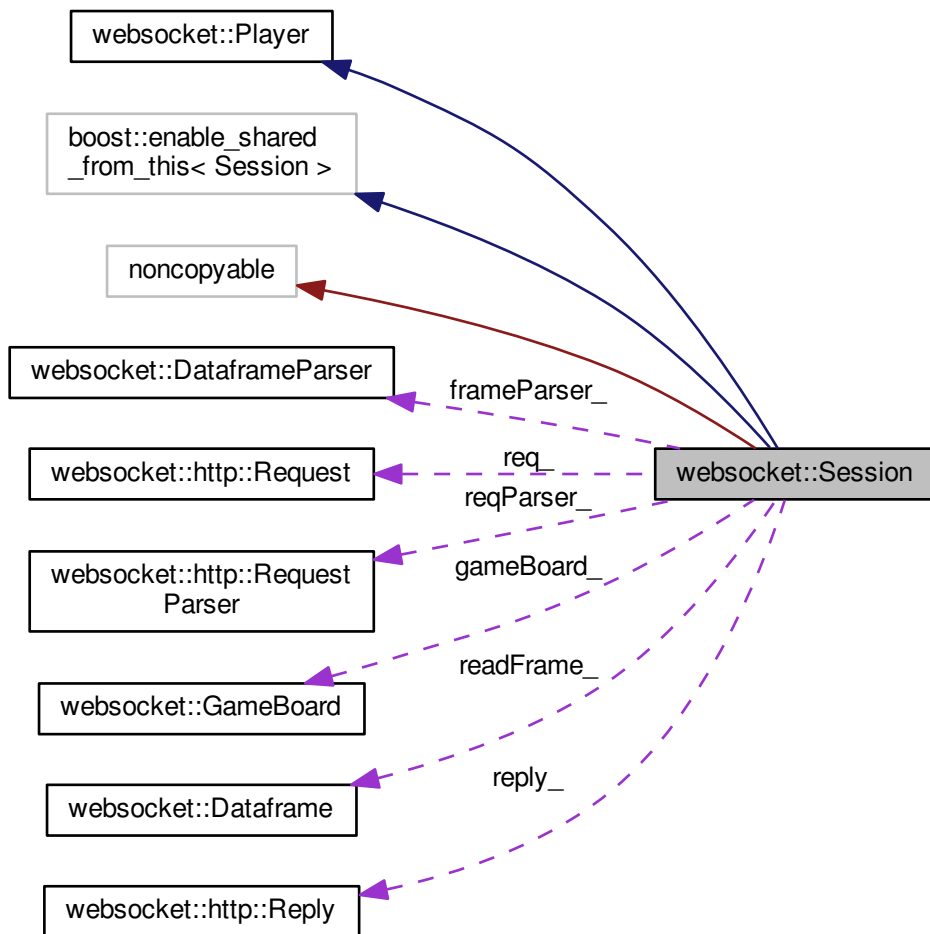 websocket::Player
boost::enable_shared
_from_this< Session >
noncopyable
websocket::DataframeParser
frameParser_
websocket::http::Request
req_
websocket::Session
reqParser_
websocket::http::Request
Parser
gameBoard_
websocket::GameBoard
readFrame_
websocket::Dataframe
reply_
websocket::http::Reply